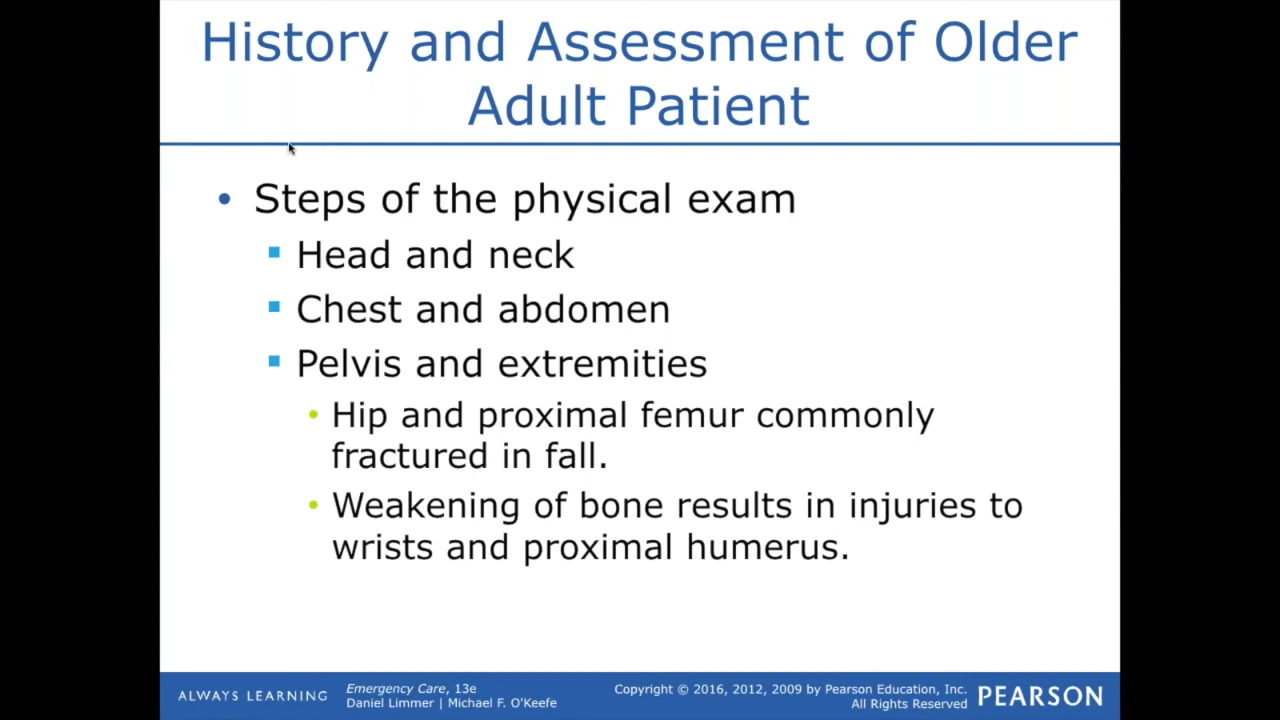 History and Assessment of Older
Adult Patient
• Steps of the physical exam
▪ Head and neck
▪ Chest and abdomen
▪ Pelvis and extremities
• Hip and proximal femur commonly
fractured in fall.
• Weakening of bone results in injuries to
wrists and proximal humerus.
ALWAYS LEARNING
Emergency Care, 13e
Daniel Limmer | Michael F. O'Keefe
Copyright © 2016, 2012, 2009 by Pearson Education, Inc.
All Rights Reserved
PEARSON